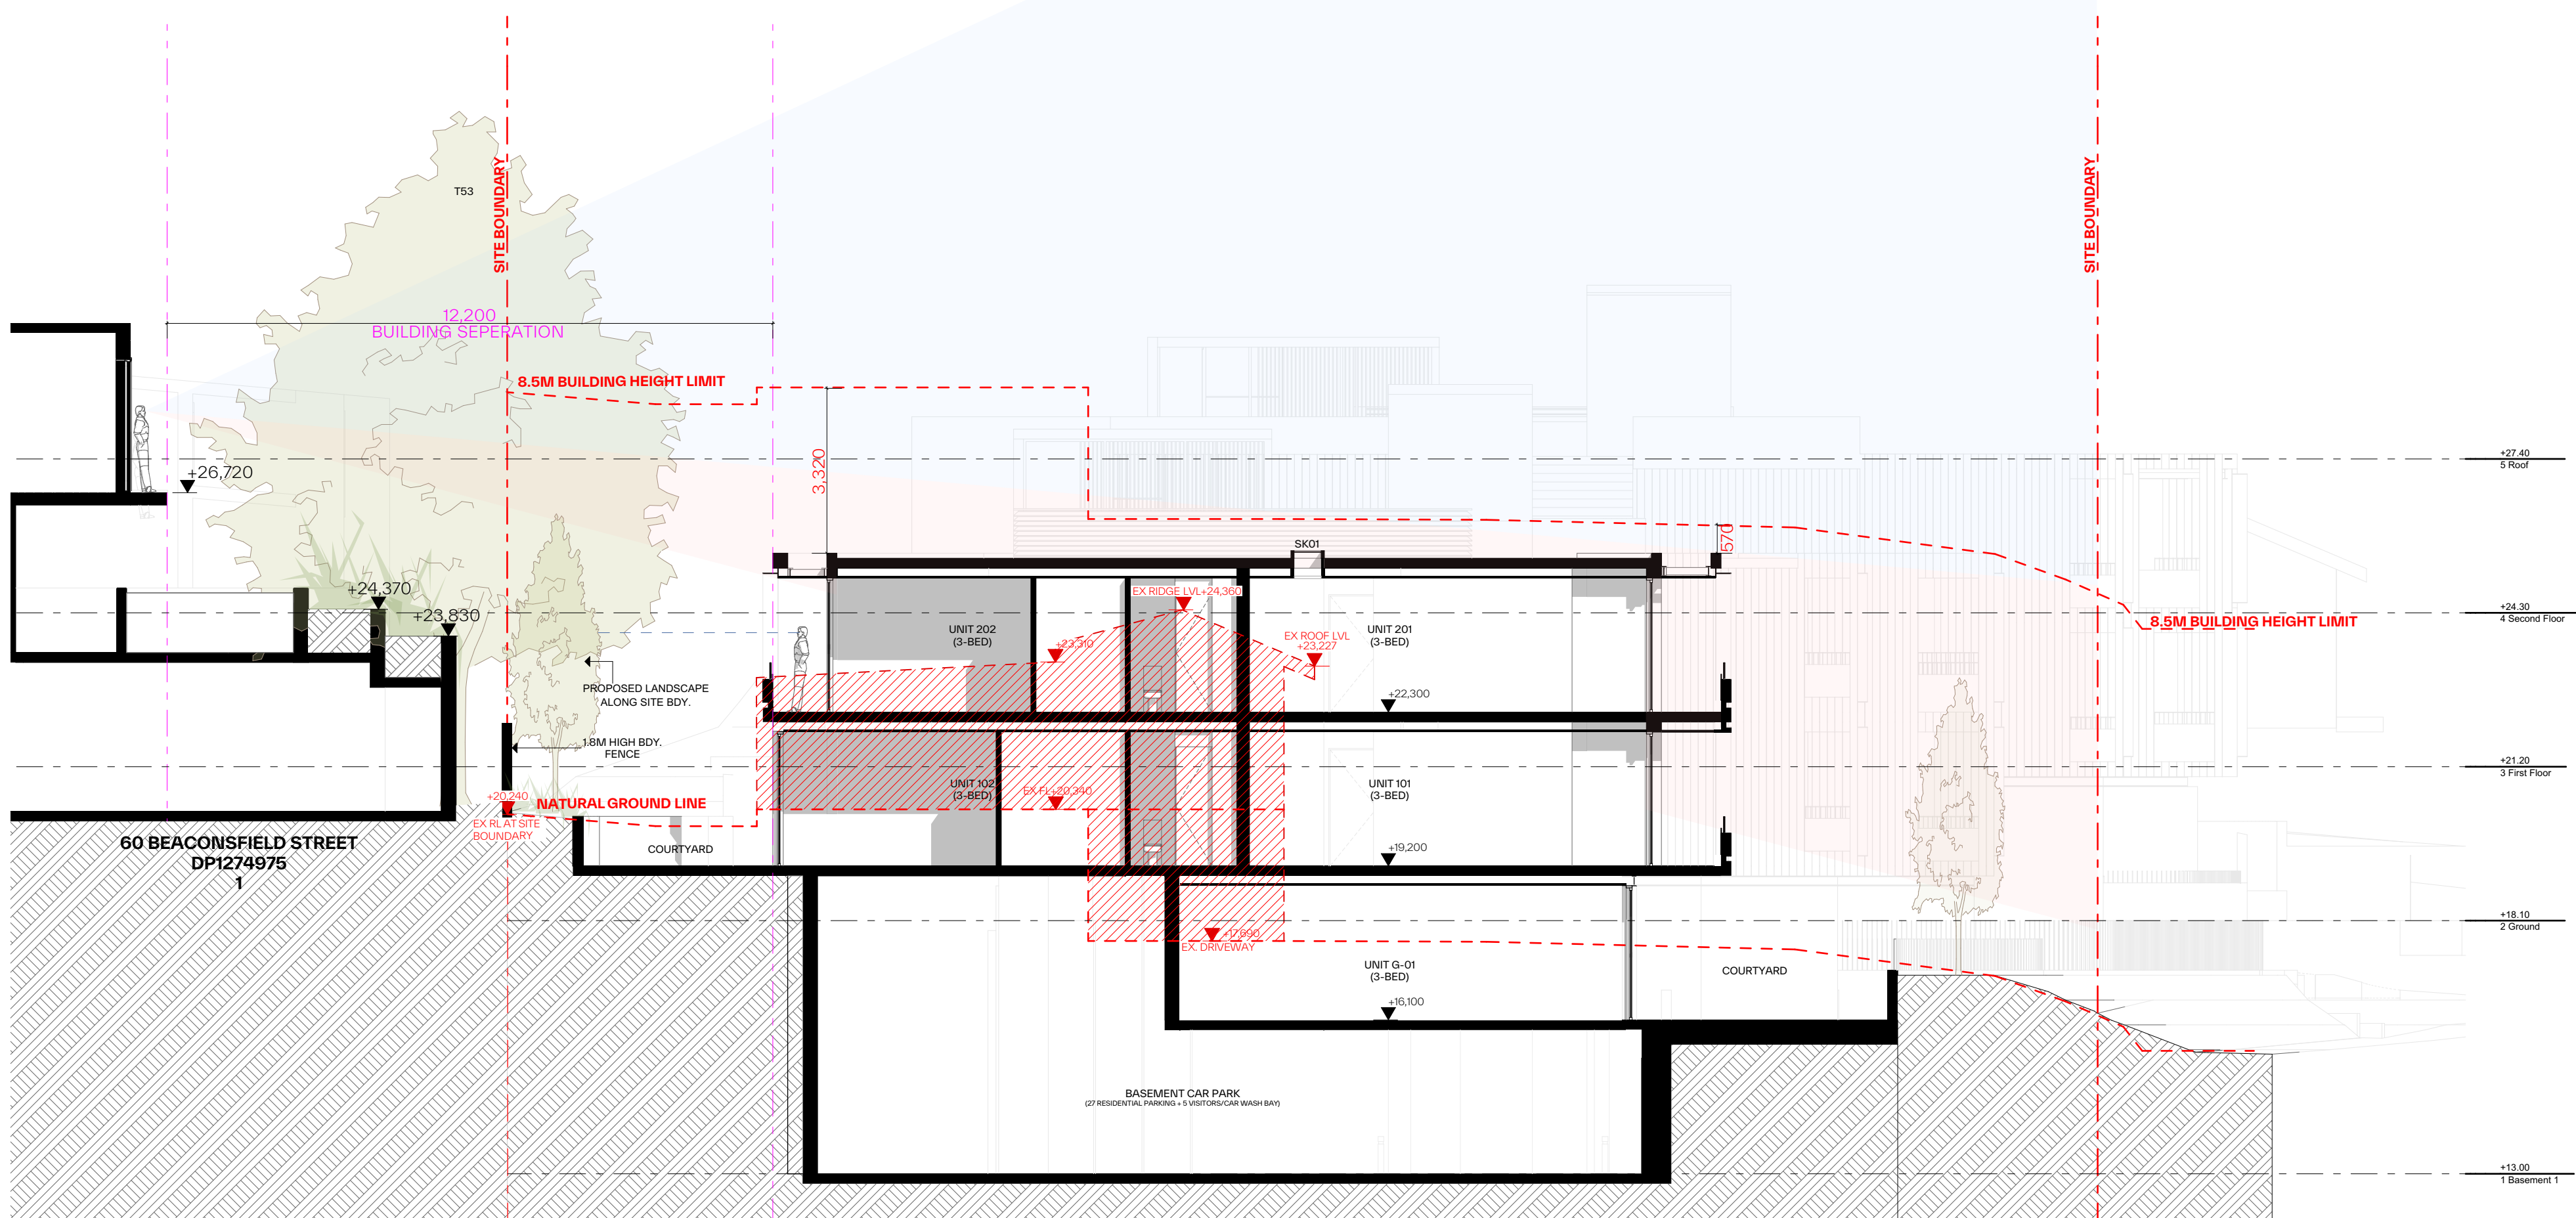 T53
SITE BOUNDARY
SITE BOUNDARY
12,200
BUILDING SEPERATION
8.5M BUILDING HEIGHT LIMIT
3,320
+26,720
+27.40
5 Roof
570
SK01
+24,370
+23,830
EX RIDGE LVL+24,360
+24.30
4 Second Floor
8.5M BUILDING HEIGHT LIMIT
UNIT 202
(3-BED)
+23,310
EX ROOF LVL
+23,227
UNIT 201
(3-BED)
PROPOSED LANDSCAPE
ALONG SITE BDY.
+22,300
1.8M HIGH BDY.
FENCE
+21.20
3 First Floor
+20,240
NATURAL GROUND LINE
EX RL AT SITE
BOUNDARY
UNIT 102
(3-BED)
EX FL+20,340
UNIT 101
(3-BED)
60 BEACONSFIELD STREET
DP1274975
1
COURTYARD
+19,200
+18.10
2 Ground
+17,690
EX. DRIVEWAY
UNIT G-01
(3-BED)
COURTYARD
+16,100
BASEMENT CAR PARK
(27 RESIDENTIAL PARKING + 5 VISITORS/CAR WASH BAY)
+13.00
1 Basement 1